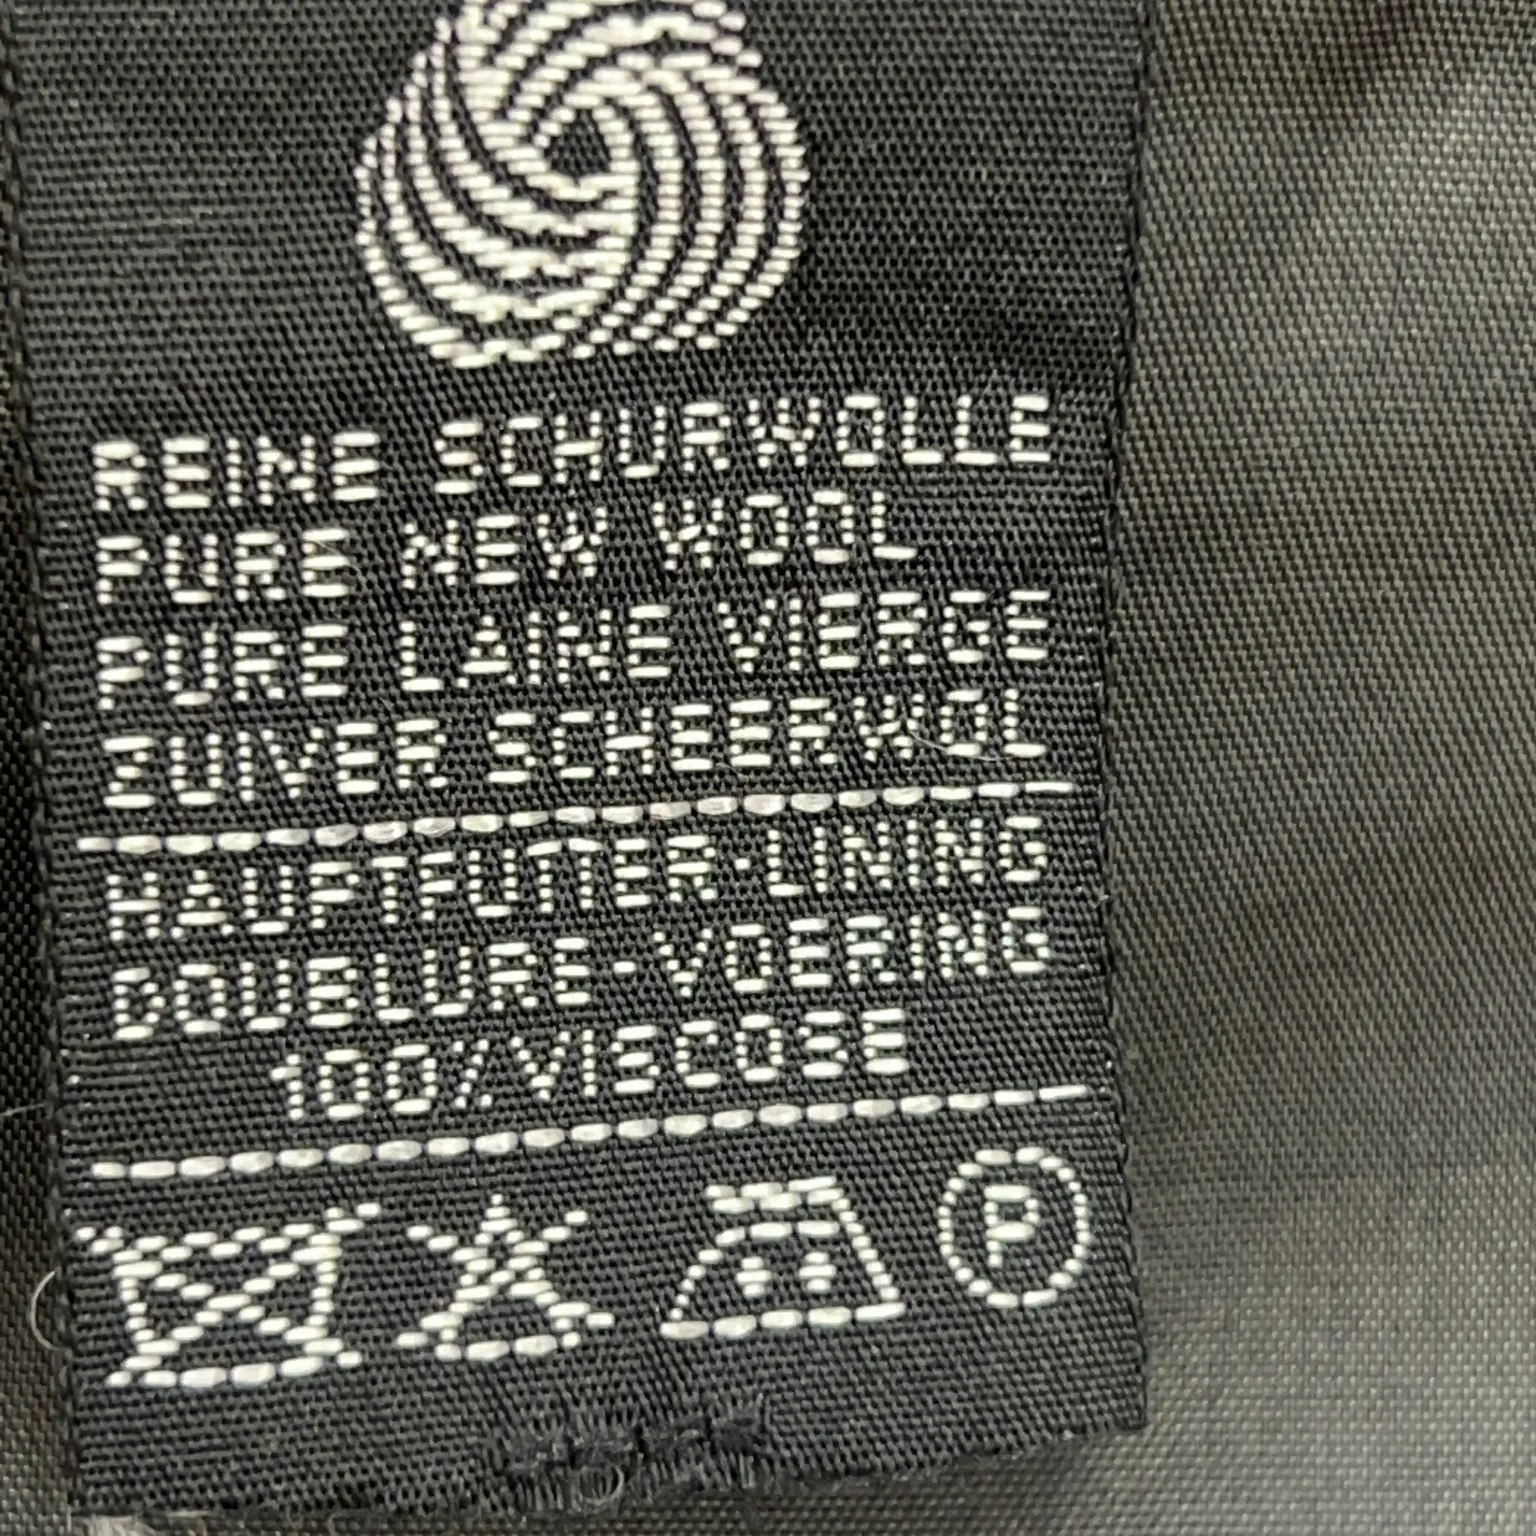 REINE SCHURWOLLE
PURE NEW WOOL
PURE LAINE VIERGE
ZUIVER SCHEERWOL
HAUPTFUTTER·LINING
DOUBLURE-VOERING
100%VISCOSE
P